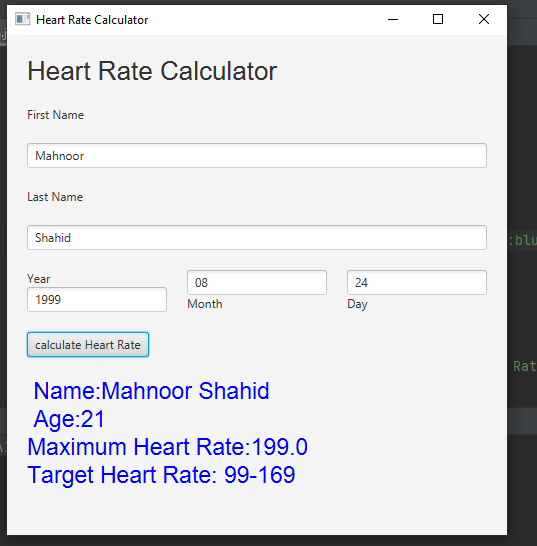 Heart Rate Calculator
Heart Rate Calculator
First Name
Mahnoor
Last Name
Shahid
Year
1999
08
Month
24
Day
calculate Heart Rate
Name:Mahnoor Shahid
Age:21
Maximum Heart Rate:199.0
Target Heart Rate: 99-169
:blu
Rat